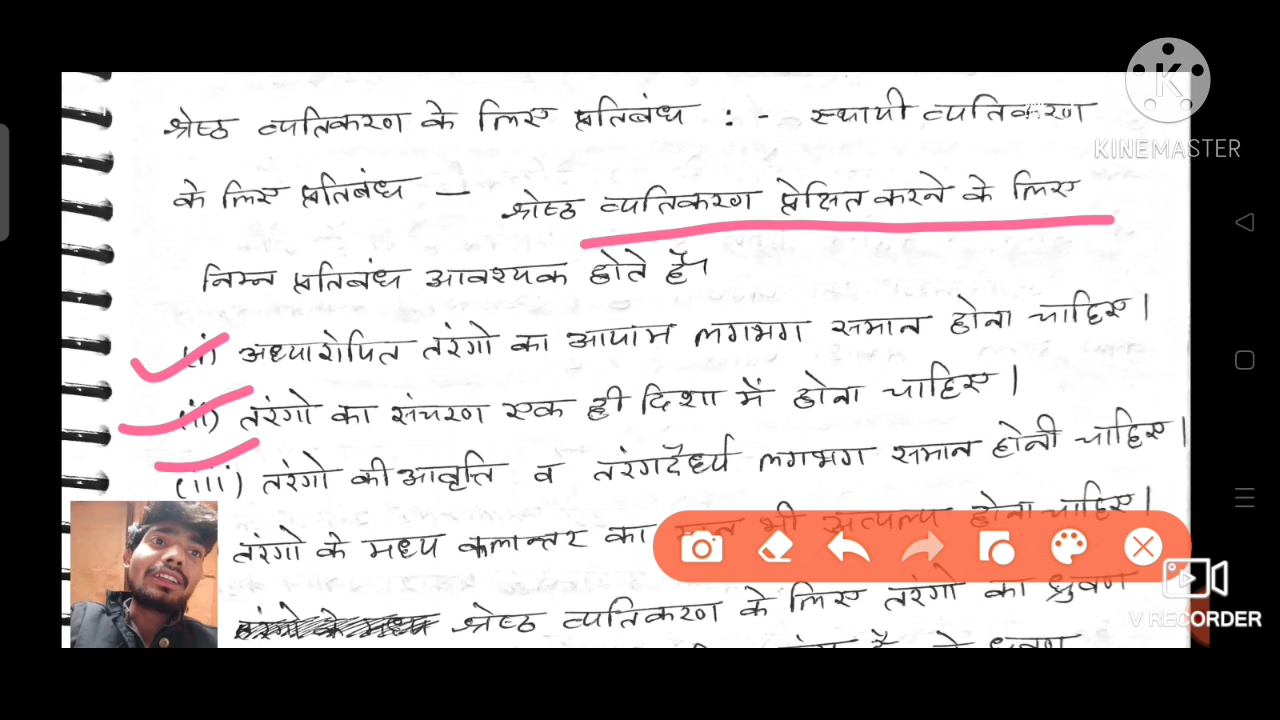 श्रेष्ठ व्यतिकरण के लिए प्रतिबंध : - स्थायी व्यतिकरण
के लिए प्रतिबंध — श्रेष्ठ व्यतिकरण प्रेक्षित करने के लिए
निम्न प्रतिबंध आवश्यक होते है।
(i) अध्यारोपित तरंगो का आयाम लगभग समान होना चाहिए।
(ii) तरंगो का संचरण एक ही दिशा में होना चाहिए।
(iii) तरंगो की आवृत्ति व तरंगदैर्ध्य लगभग समान होनी चाहिए।
तरंगो के मध्य कलान्तर का मान भी अत्यल्प होना चाहिए।
श्रेष्ठ व्यतिकरण के लिए तरंगो का ध्रुवण
KINEMASTER
V RECORDER